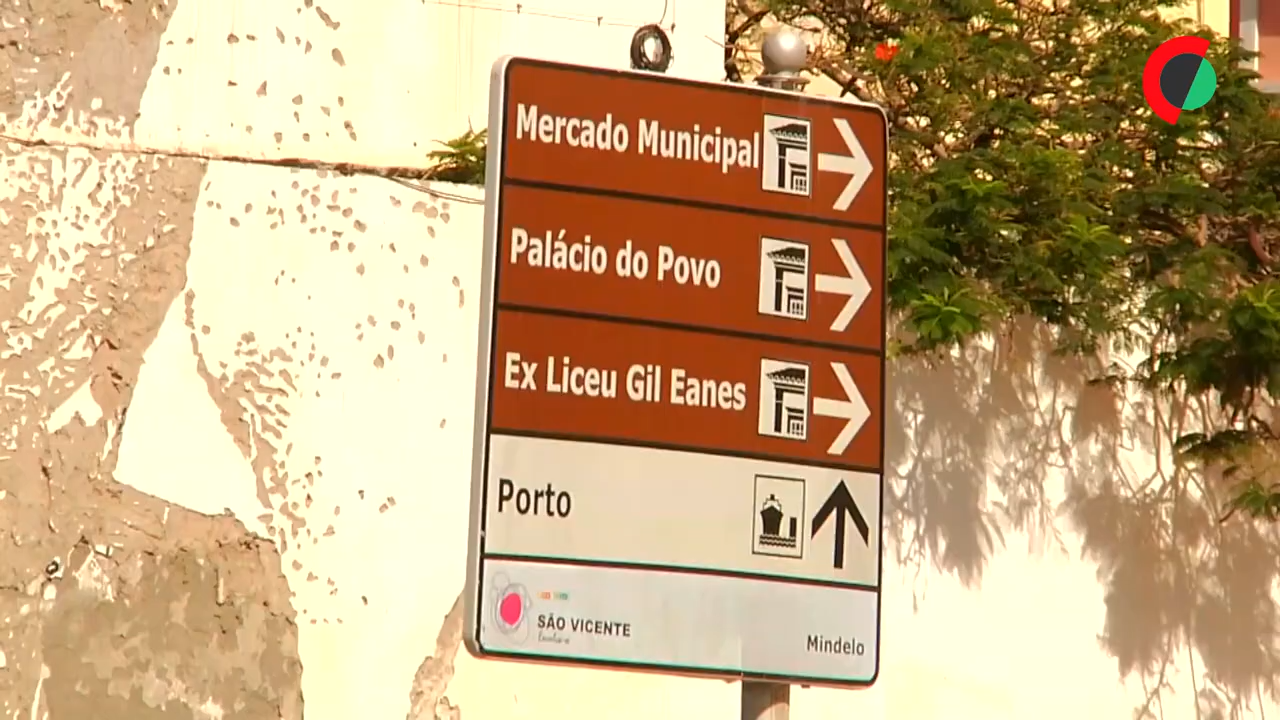 Mercado Municipal
Palácio do Povo
Ex Liceu Gil Eanes
Porto
SÃO VICENTE
Mindelo